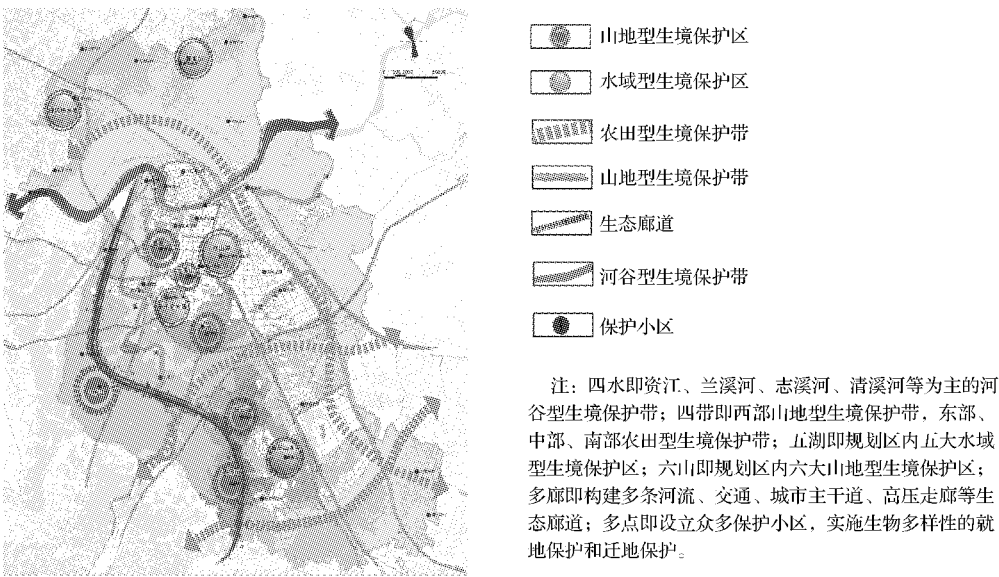 山地型生境保护区
水域型生境保护区
农田型生境保护带
山地型生境保护带
生态廊道
河谷型生境保护带
保护小区
注：四水即资江、兰溪河、志溪河、清溪河等为主的河
谷型生境保护带；四带即西部山地型生境保护带，东部、
中部、南部农田型生境保护带；五湖即规划区内五大水域
型生境保护区；六山即规划区内六大山地型生境保护区；
多廊即构建多条河流、交通、城市主干道、高压走廊等生
态廊道；多点即设立众多保护小区，实施生物多样性的就
地保护和迁地保护。